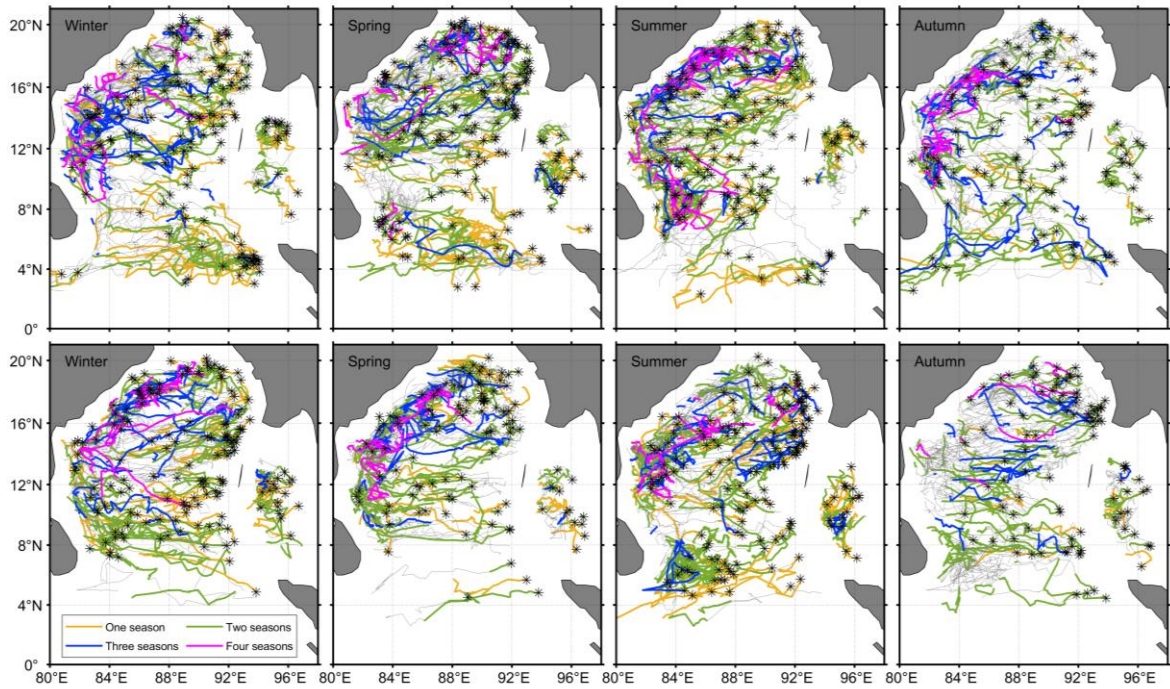 Winter Spring Summer Autumn
20°N
16°N
12°N
8°N
4°N
0°
Winter Spring Summer Autumn
20°N
16°N
12°N
8°N
4°N
One season Two seasons
Three seasons Four seasons
0°
80°E 84°E 88°E 92°E 96°E 80°E 84°E 88°E 92°E 96°E 80°E 84°E 88°E 92°E 96°E 80°E 84°E 88°E 92°E 96°E